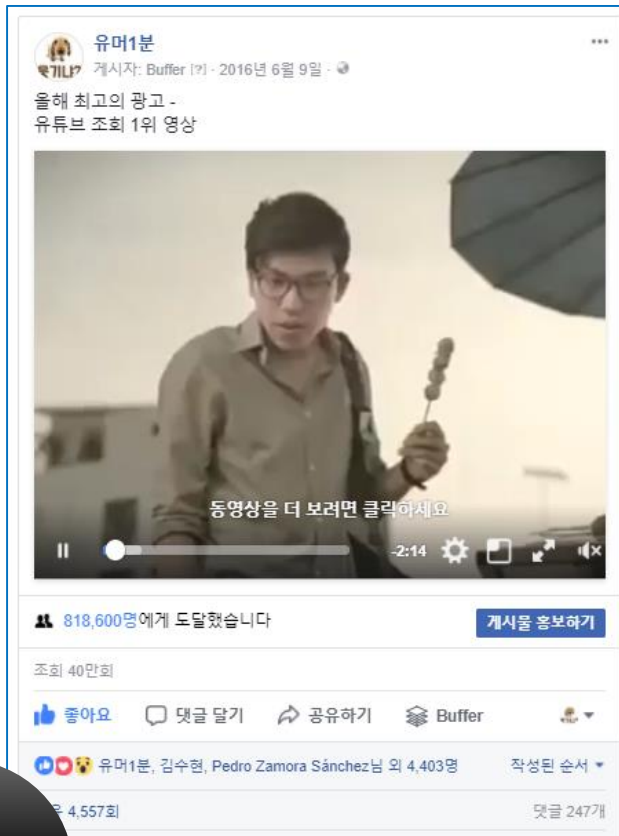 유머1분
웃기냐?
게시자: Buffer [?] · 2016년 6월 9일 ·
올해 최고의 광고 -
유튜브 조회 1위 영상
동영상을 더 보려면 클릭하세요
-2:14
818,600명에게 도달했습니다
게시물 홍보하기
조회 40만회
좋아요 댓글 달기 공유하기 Buffer
유머1분, 김수현, Pedro Zamora Sánchez님 외 4,403명 작성된 순서
4,557회 댓글 247개